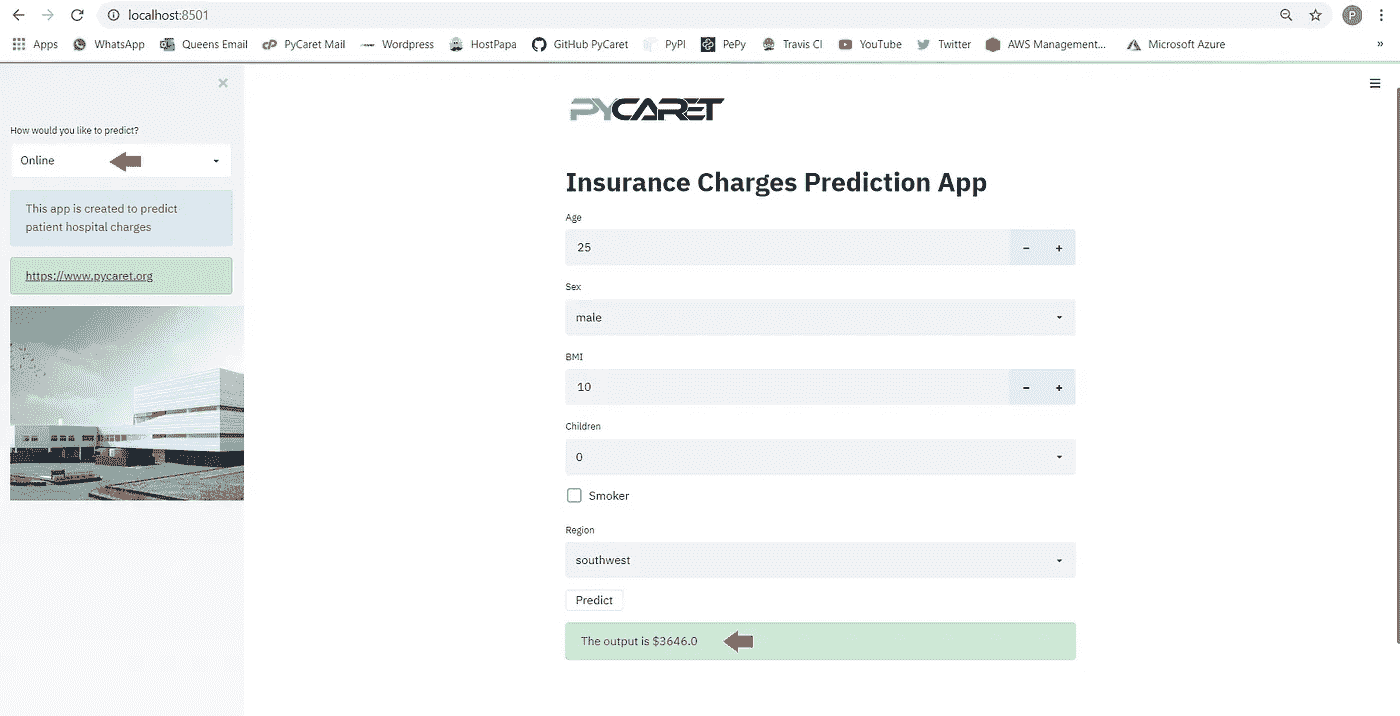 localhost:8501
P
Apps
WhatsApp
Queens Email
PyCaret Mail
Wordpress
HostPapa
GitHub PyCaret
PyPI
PePy
Travis CI
YouTube
Twitter
AWS Management...
Microsoft Azure
»
How would you like to predict?
Online
This app is created to predict
patient hospital charges
https://www.pycaret.org
PYCARET
Insurance Charges Prediction App
Age
25
Sex
male
BMI
10
Children
0
Smoker
Region
southwest
Predict
The output is $3646.0